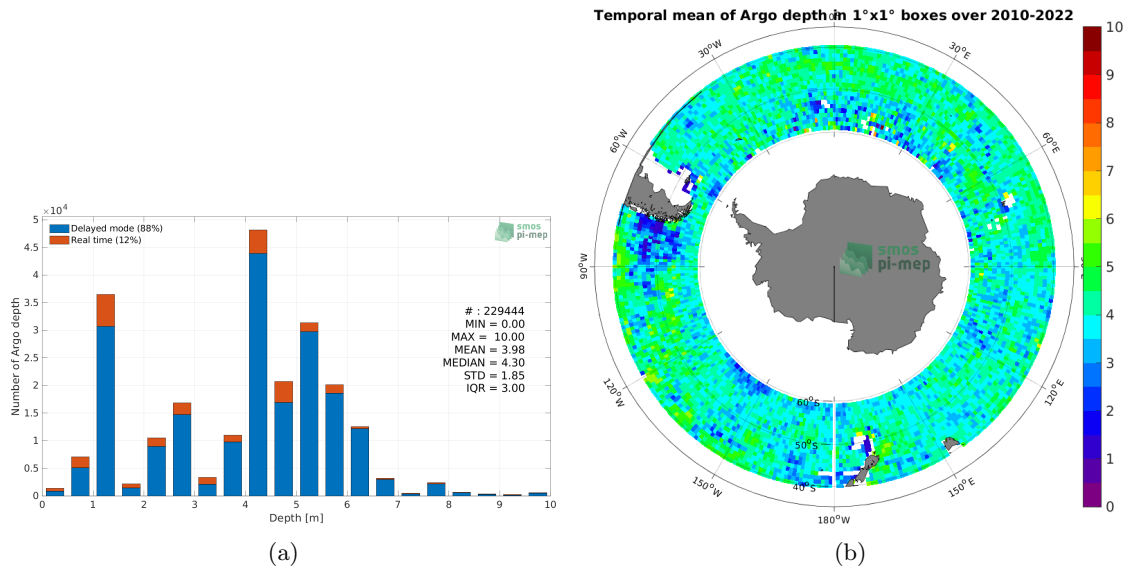 Temporal mean of Argo depth in 1°x1° boxes over 2010-2022
×10⁴
Delayed mode (88%)
Real time (12%)
smos
pi-mep
# : 229444
MIN = 0.00
MAX = 10.00
MEAN = 3.98
MEDIAN = 4.30
STD = 1.85
IQR = 3.00
Number of Argo depth
5
4.5
4
3.5
3
2.5
2
1.5
1
0.5
0
0 1 2 3 4 5 6 7 8 9 10
Depth [m]
(a)
30°W
30°E
60°W
60°E
90°W
120°W
120°E
150°W
150°E
180°W
60°S
50°S
40°S
smos
pi-mep
10
9
8
7
6
5
4
3
2
1
0
(b)